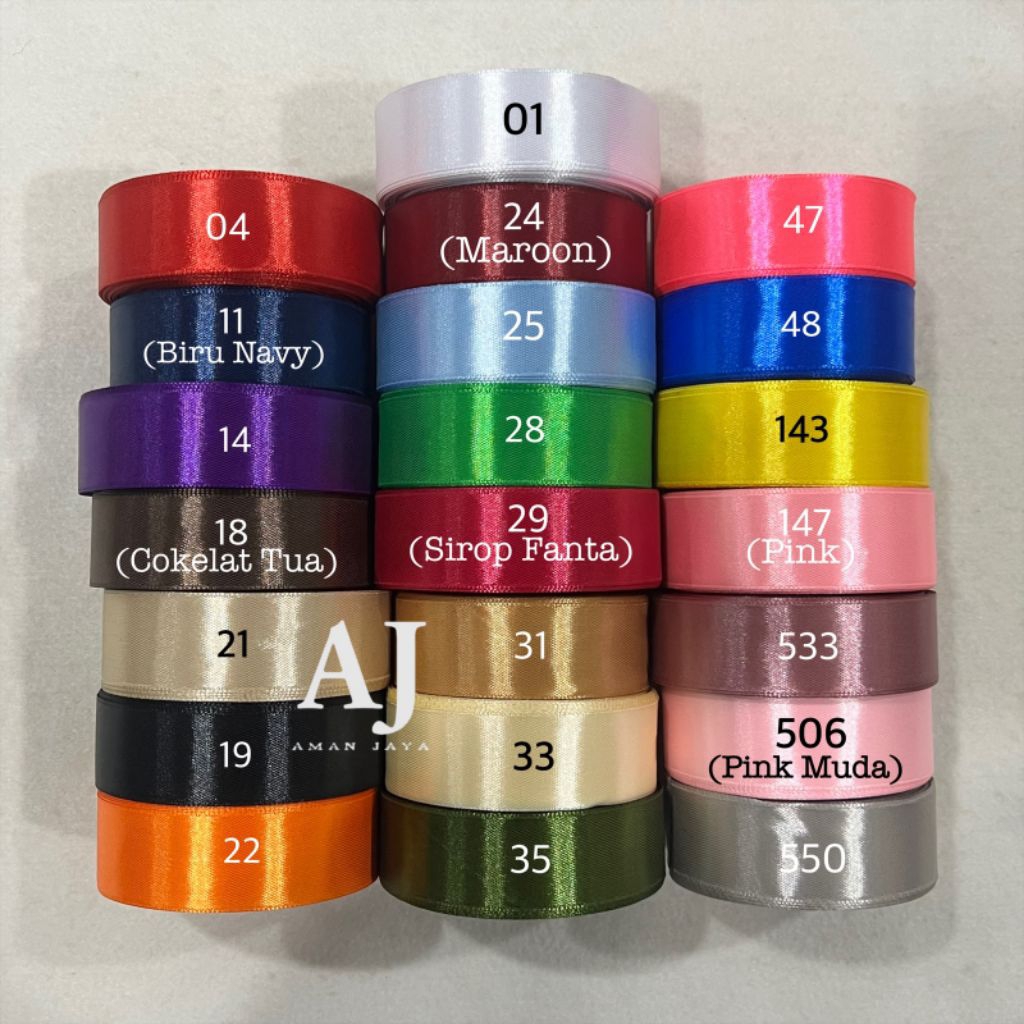 01
04
11
(Biru Navy)
14
18
(Cokelat Tua)
21
19
22
24
(Maroon)
25
28
29
(Sirop Fanta)
31
33
35
47
48
143
147
(Pink)
533
506
(Pink Muda)
550
AJ
AMAN JAYA